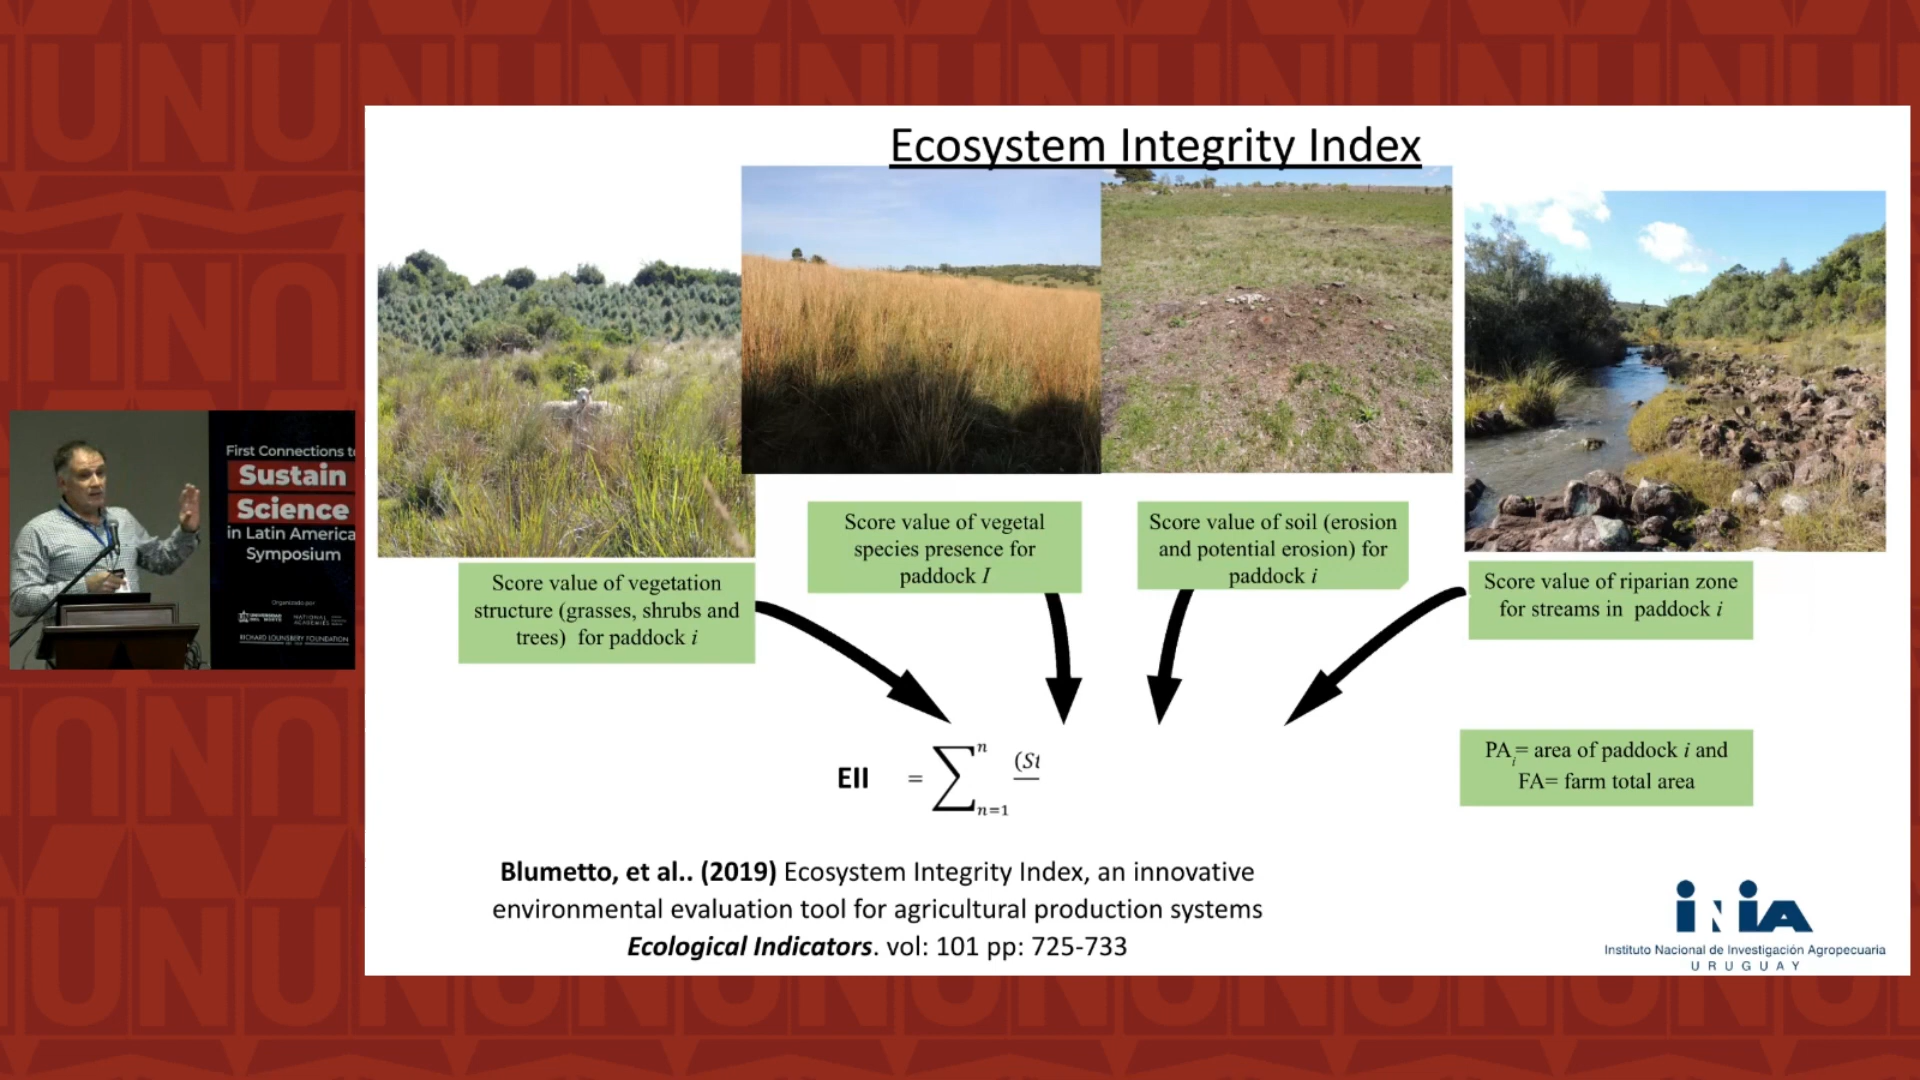 Ecosystem Integrity Index
First Connections to
Sustain
Science
in Latin America
Symposium
Organizado por
RICHARD LOUNSBERY FOUNDATION
Score value of vegetation
structure (grasses, shrubs and
trees) for paddock i
Score value of vegetal
species presence for
paddock I
Score value of soil (erosion
and potential erosion) for
paddock i
Score value of riparian zone
for streams in paddock i
EII = ∑ n n=1 (St
PAi= area of paddock i and
FA= farm total area
Blumetto, et al.. (2019) Ecosystem Integrity Index, an innovative
environmental evaluation tool for agricultural production systems
Ecological Indicators. vol: 101 pp: 725-733
iNiA
Instituto Nacional de Investigación Agropecuaria
URUGUAY